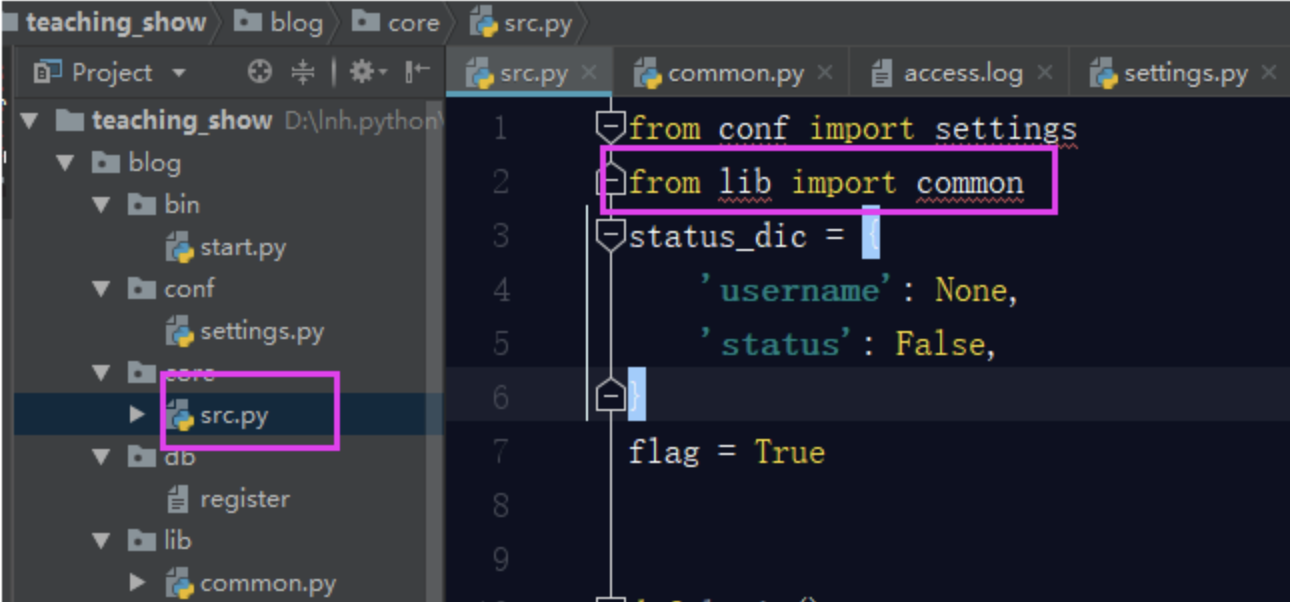 teaching_show blog core src.py
Project
src.py common.py access.log settings.py
teaching_show D:\lnh.python\
blog
bin
start.py
conf
settings.py
core
src.py
db
register
lib
common.py
1 from conf import settings
2 from lib import common
3 status_dic = {
4 'username': None,
5 'status': False,
6 }
7 flag = True
8
9